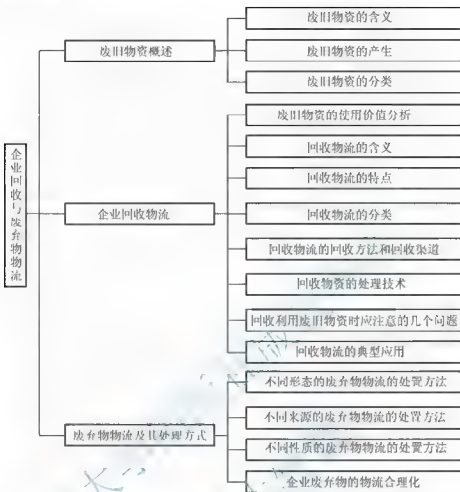 企业回收与废弃物物流
废旧物资概述
废旧物资的含义
废旧物资的产生
废旧物资的分类
企业回收物流
废旧物资的使用价值分析
回收物流的含义
回收物流的特点
回收物流的分类
回收物流的回收方法和回收渠道
回收物资的处理技术
回收利用废旧物资时应注意的几个问题
回收物流的典型应用
废弃物物流及其处理方式
不同形态的废弃物物流的处置方法
不同来源的废弃物物流的处置方法
不同性质的废弃物物流的处置方法
企业废弃物的物流合理化